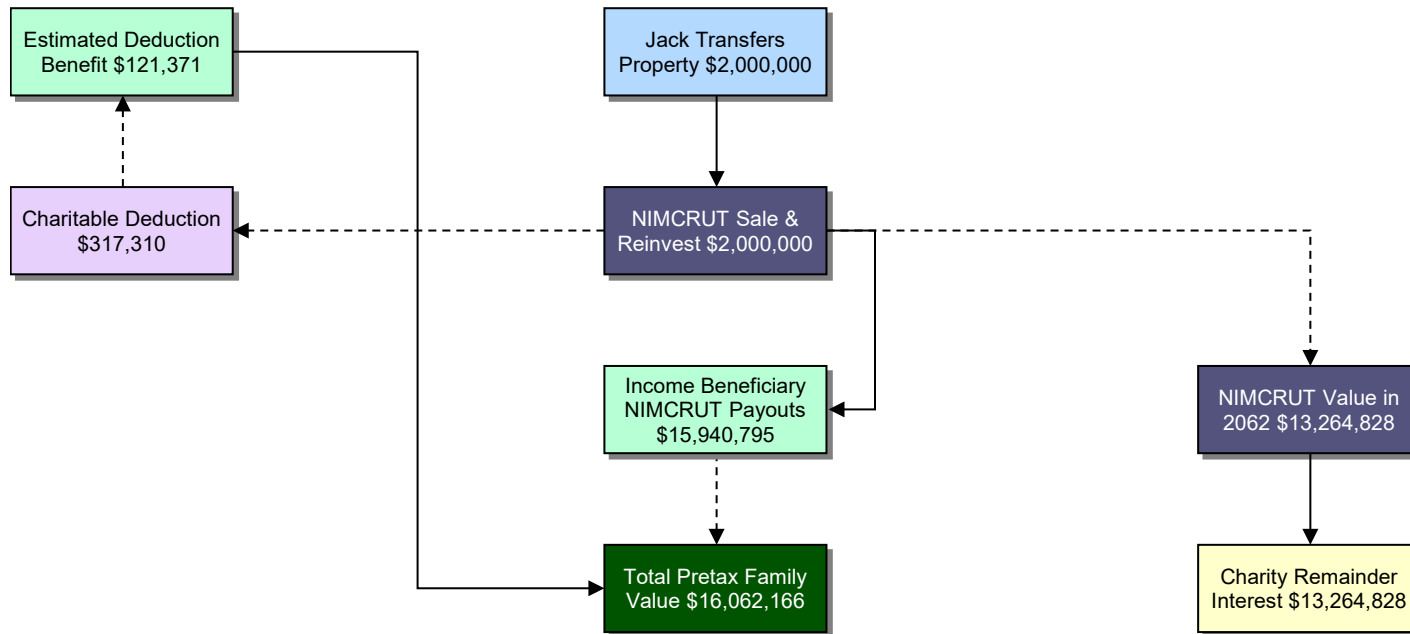 Estimated Deduction
Benefit $121,371
Jack Transfers
Property $2,000,000
Charitable Deduction
$317,310
NIMCRUT Sale &
Reinvest $2,000,000
Income Beneficiary
NIMCRUT Payouts
$15,940,795
NIMCRUT Value in
2062 $13,264,828
Total Pretax Family
Value $16,062,166
Charity Remainder
Interest $13,264,828